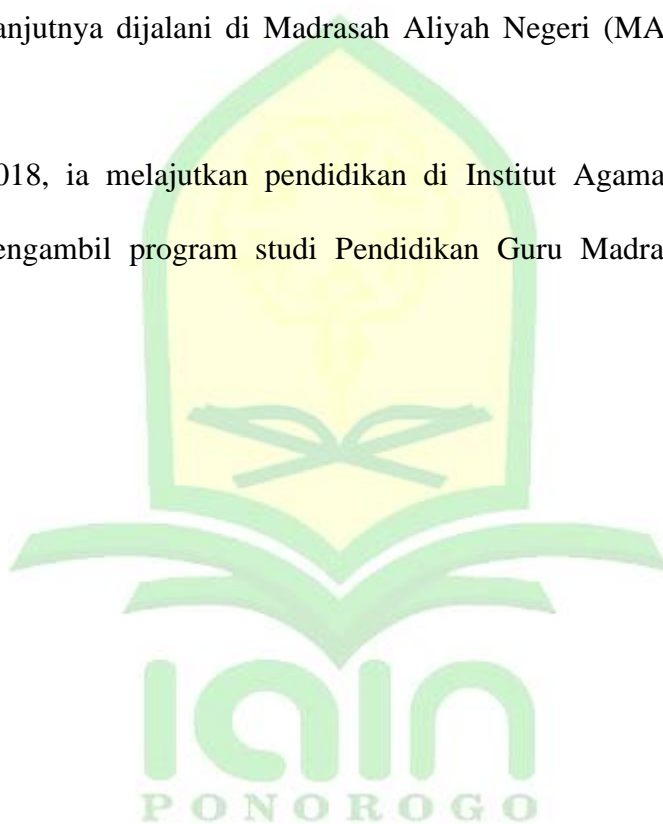 anjutnya dijalani di Madrasah Aliyah Negeri (MA
018, ia melajutkan pendidikan di Institut Agama
engambil program studi Pendidikan Guru Madra
iain
PONOROGO